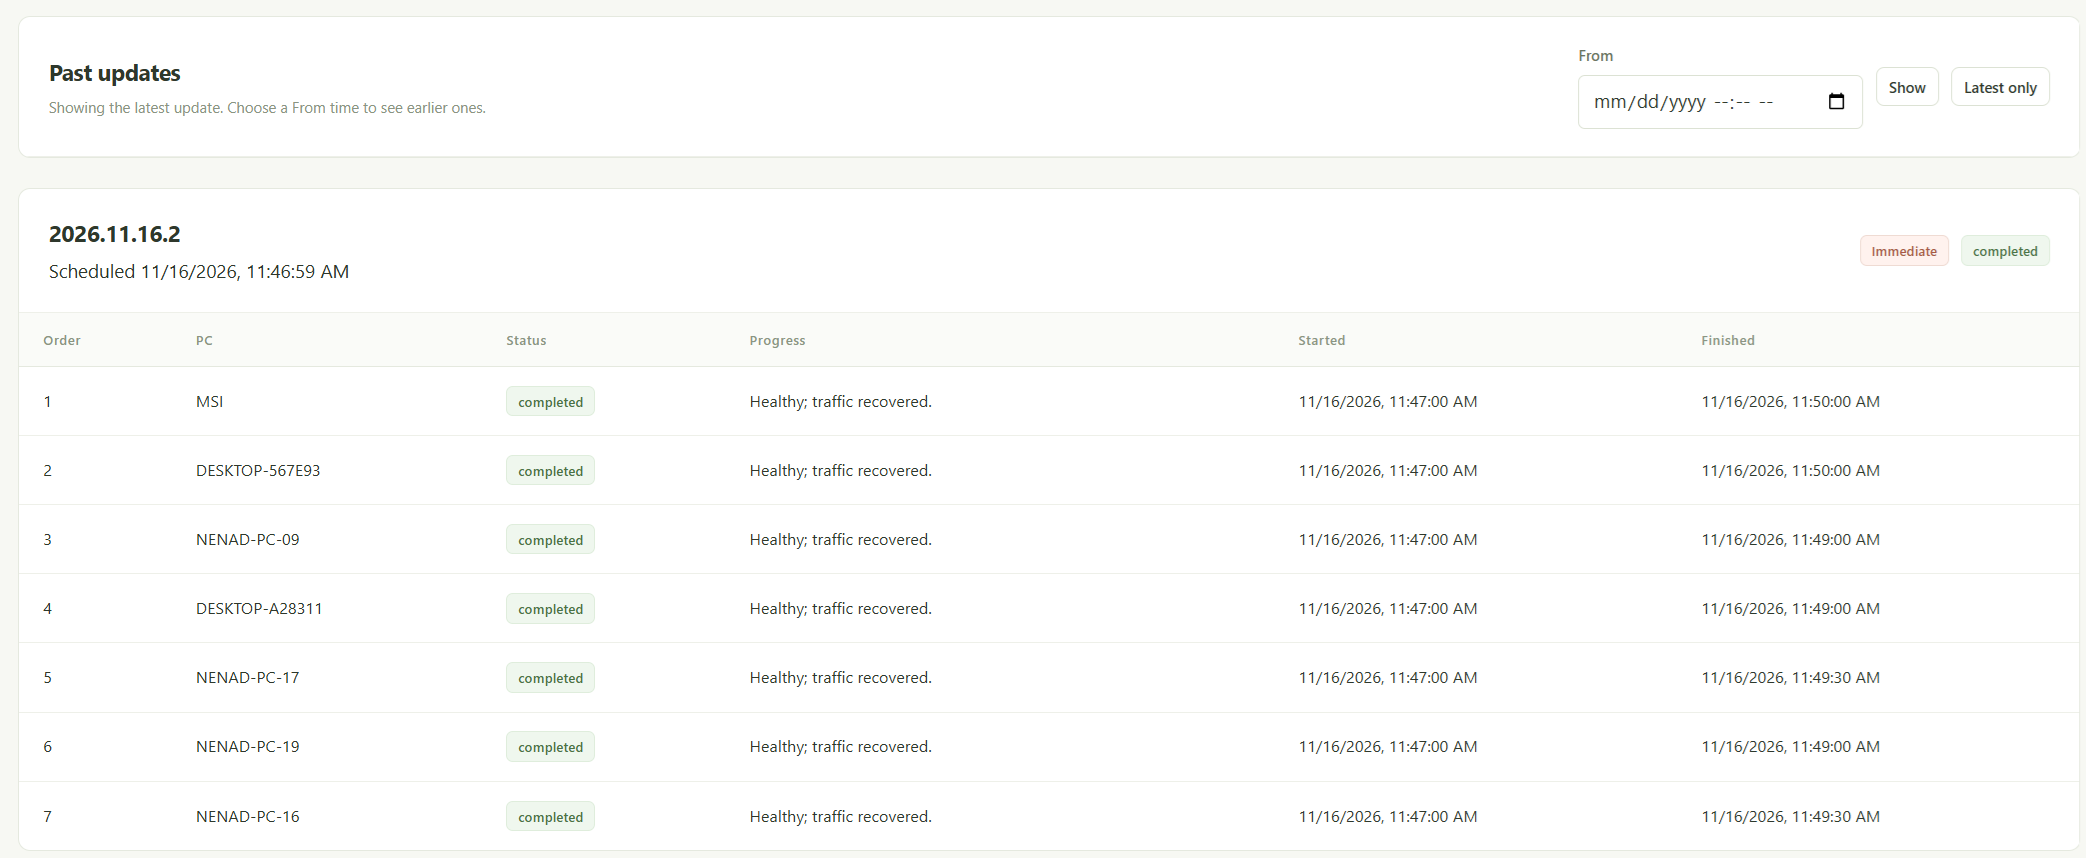 Past updates
Showing the latest update. Choose a From time to see earlier ones.
From
mm/dd/yyyy --:-- --
Show
Latest only
2026.11.16.2
Scheduled 11/16/2026, 11:46:59 AM
Immediate
completed
Order PC Status Progress Started Finished
1 MSI completed Healthy; traffic recovered. 11/16/2026, 11:47:00 AM 11/16/2026, 11:50:00 AM
2 DESKTOP-567E93 completed Healthy; traffic recovered. 11/16/2026, 11:47:00 AM 11/16/2026, 11:50:00 AM
3 NENAD-PC-09 completed Healthy; traffic recovered. 11/16/2026, 11:47:00 AM 11/16/2026, 11:49:00 AM
4 DESKTOP-A28311 completed Healthy; traffic recovered. 11/16/2026, 11:47:00 AM 11/16/2026, 11:49:00 AM
5 NENAD-PC-17 completed Healthy; traffic recovered. 11/16/2026, 11:47:00 AM 11/16/2026, 11:49:30 AM
6 NENAD-PC-19 completed Healthy; traffic recovered. 11/16/2026, 11:47:00 AM 11/16/2026, 11:49:00 AM
7 NENAD-PC-16 completed Healthy; traffic recovered. 11/16/2026, 11:47:00 AM 11/16/2026, 11:49:30 AM